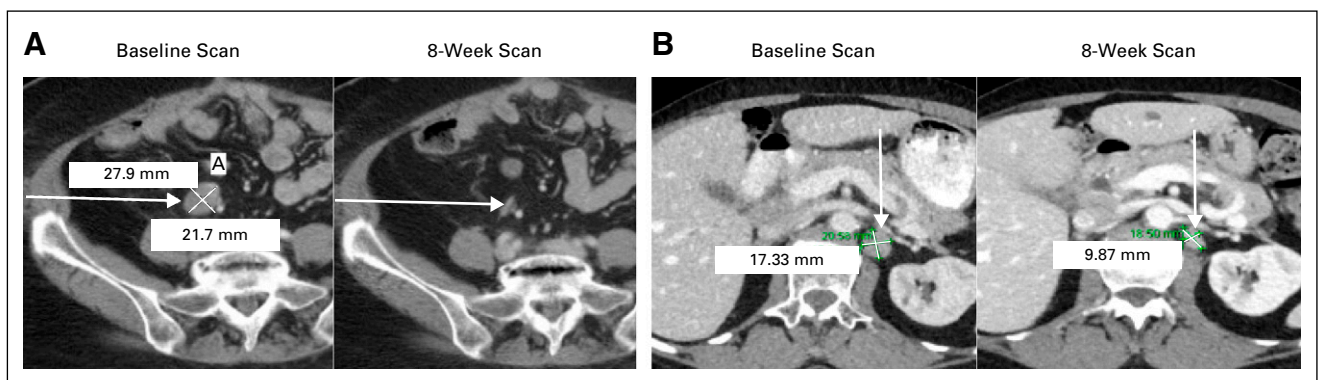 A
Baseline Scan
8-Week Scan
27.9 mm
A
21.7 mm
B
Baseline Scan
8-Week Scan
20.50 mm
17.33 mm
18.50 mm
9.87 mm